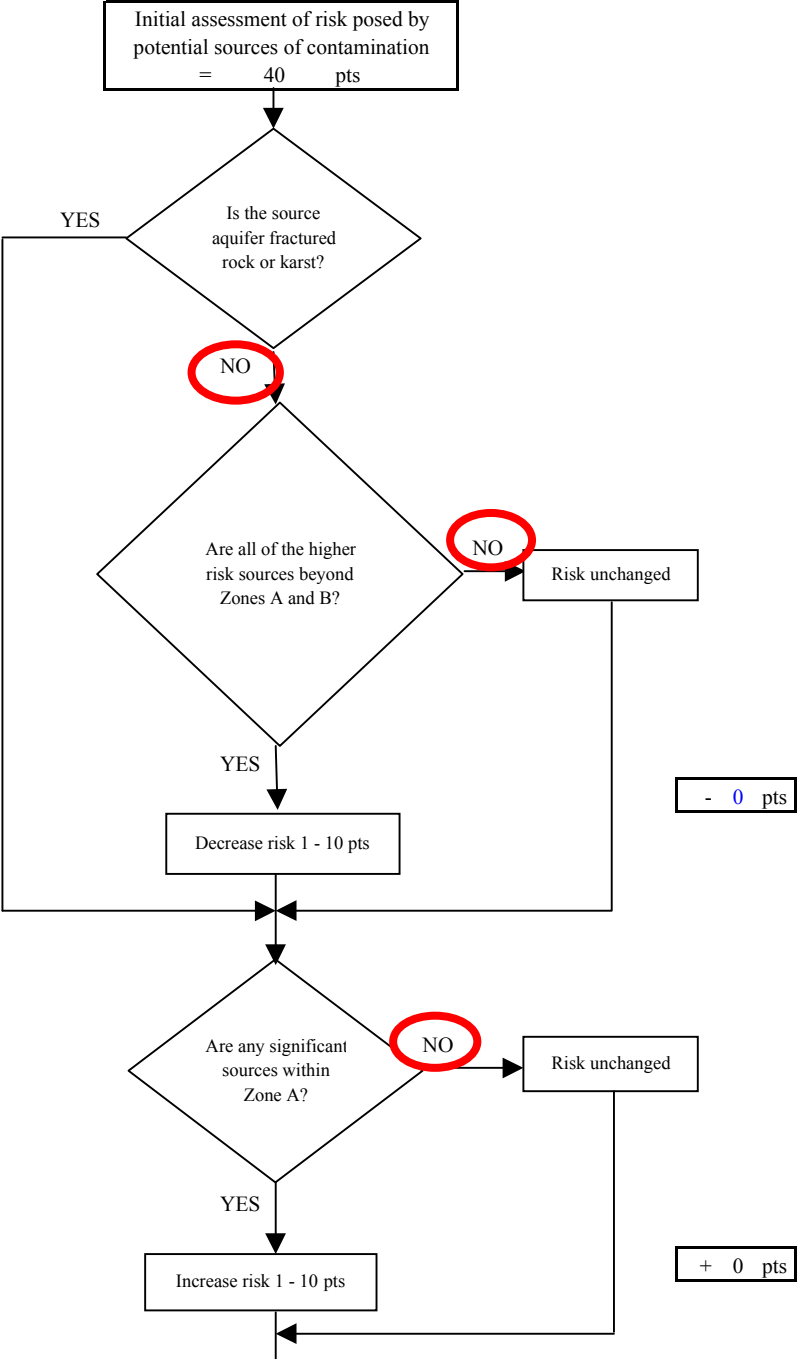 Initial assessment of risk posed by
potential sources of contamination
= 40 pts
YES
Is the source
aquifer fractured
rock or karst?
NO
Are all of the higher
risk sources beyond
Zones A and B?
NO
Risk unchanged
YES
- 0 pts
Decrease risk 1 - 10 pts
Are any significant
sources within
Zone A?
NO
Risk unchanged
YES
+ 0 pts
Increase risk 1 - 10 pts